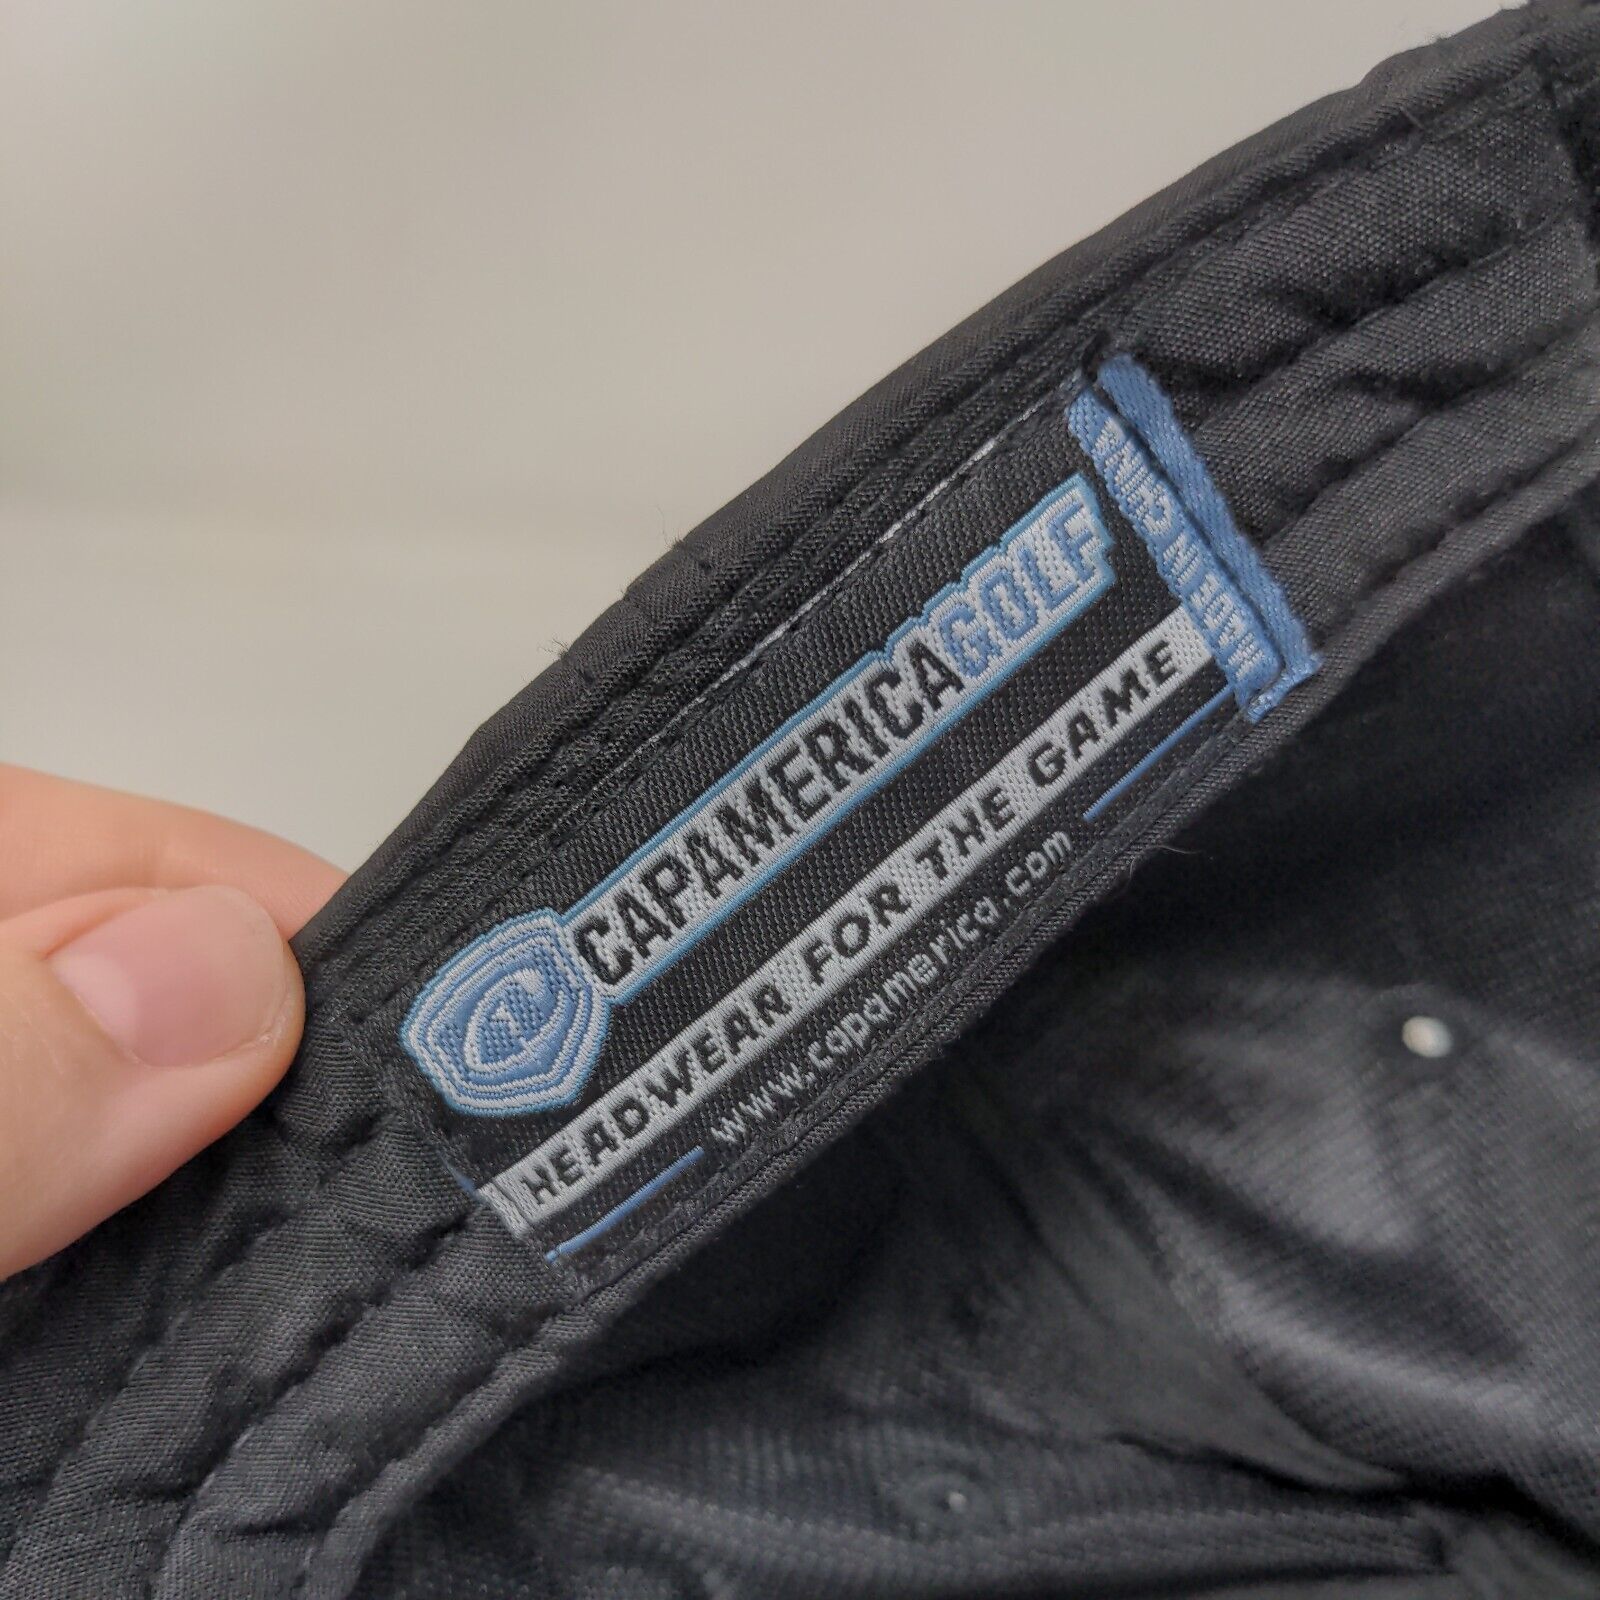 CAPAMERICAGOLF
HEADWEAR FOR THE GAME
www.capamerica.com
MADE IN CHINA